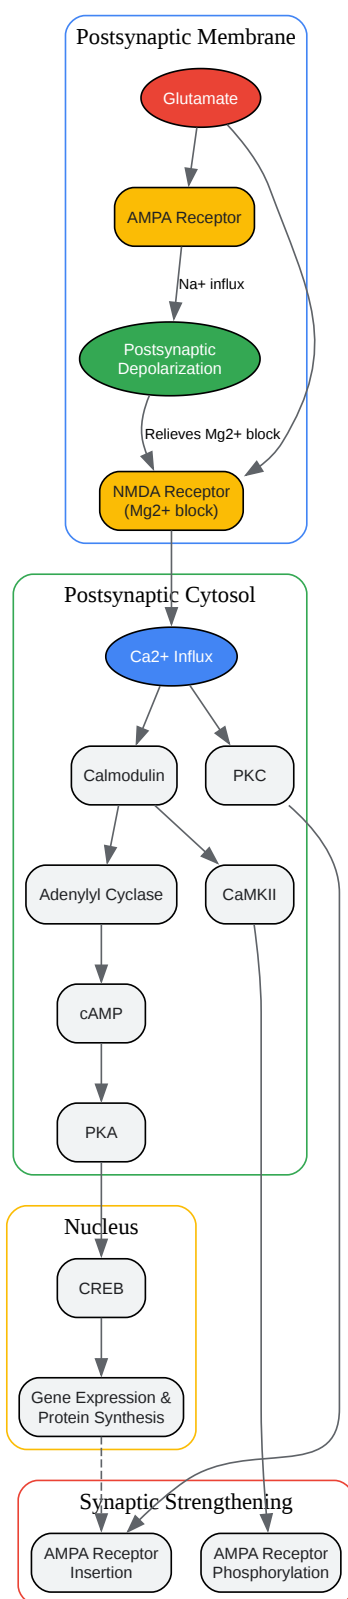 Postsynaptic Membrane
Glutamate
AMPA Receptor
Na+ influx
Postsynaptic
Depolarization
Relieves Mg2+ block
NMDA Receptor
(Mg2+ block)
Postsynaptic Cytosol
Ca2+ Influx
Calmodulin
PKC
Adenylyl Cyclase
CaMKII
cAMP
PKA
Nucleus
CREB
Gene Expression &
Protein Synthesis
Synaptic Strengthening
AMPA Receptor
Insertion
AMPA Receptor
Phosphorylation